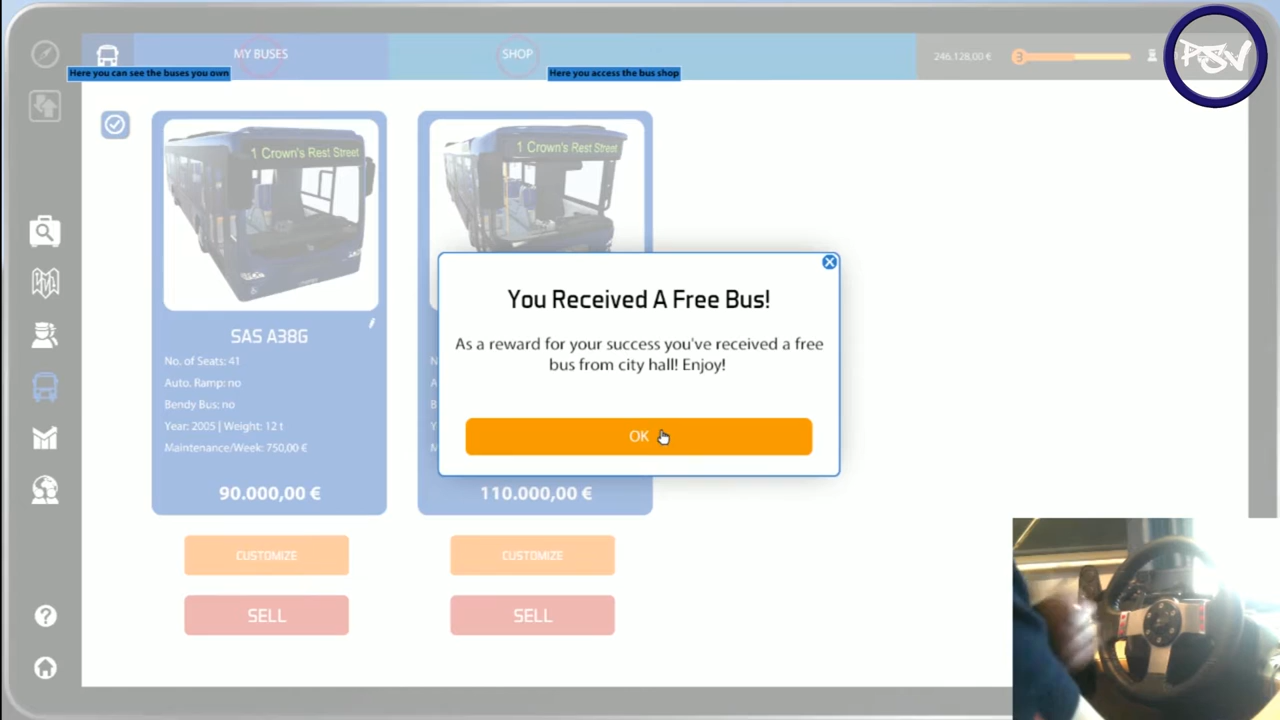 MY BUSES
SHOP
246.128,00 €
3
Here you can see the buses you own
Here you access the bus shop
PSV
1 Crown's Rest Street
1 Crown's Rest Street
SAS A38G
No. of Seats: 41
Auto. Ramp: no
Bendy Bus: no
Year: 2005 | Weight: 12 t
Maintenance/Week: 750,00 €
90.000,00 €
CUSTOMIZE
SELL
N
A
B
Y
M
110.000,00 €
CUSTOMIZE
SELL
You Received A Free Bus!
As a reward for your success you've received a free
bus from city hall! Enjoy!
OK